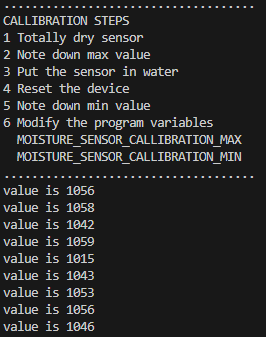 ....................................
CALLIBRATION STEPS
1 Totally dry sensor
2 Note down max value
3 Put the sensor in water
4 Reset the device
5 Note down min value
6 Modify the program variables
  MOISTURE_SENSOR_CALLIBRATION_MAX
  MOISTURE_SENSOR_CALLIBRATION_MIN
....................................
value is 1056
value is 1058
value is 1042
value is 1059
value is 1015
value is 1043
value is 1053
value is 1056
value is 1046